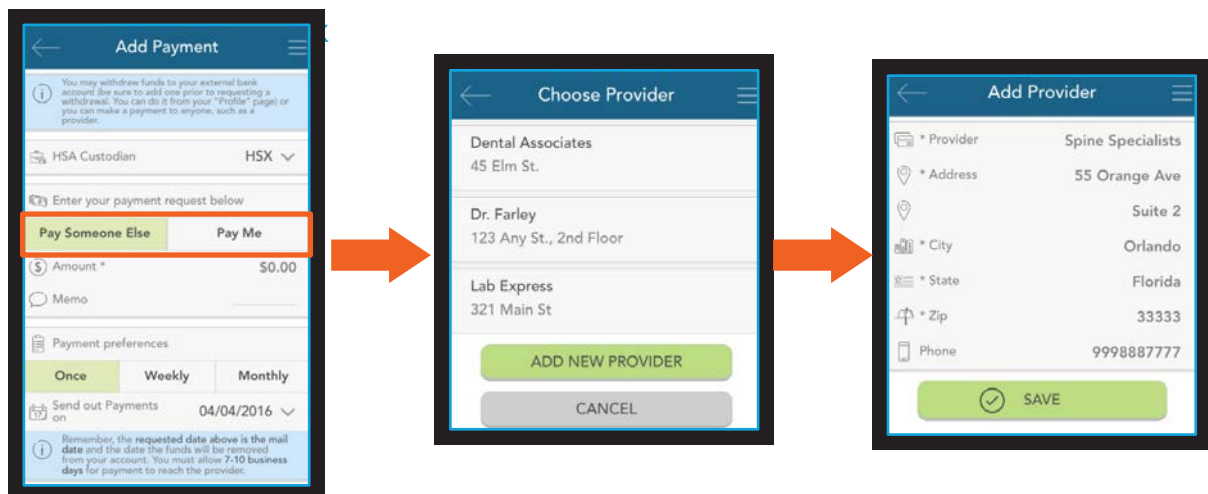 Add Payment
You may withdraw funds to your external bank
account (be sure to add one prior to requesting a
withdrawal. You can do it from your "Profile" page) or
you can make a payment to anyone, such as a
provider.
HSA Custodian HSX
Enter your payment request below
Pay Someone Else Pay Me
Amount * $0.00
Memo
Payment preferences
Once Weekly Monthly
Send out Payments
on 04/04/2016
Remember, the requested date above is the mail
date and the date the funds will be removed
from your account. You must allow 7-10 business
days for payment to reach the provider.
Choose Provider
Dental Associates
45 Elm St.
Dr. Farley
123 Any St., 2nd Floor
Lab Express
321 Main St
ADD NEW PROVIDER
CANCEL
Add Provider
* Provider Spine Specialists
* Address 55 Orange Ave
Suite 2
* City Orlando
* State Florida
* Zip 33333
Phone 9998887777
SAVE